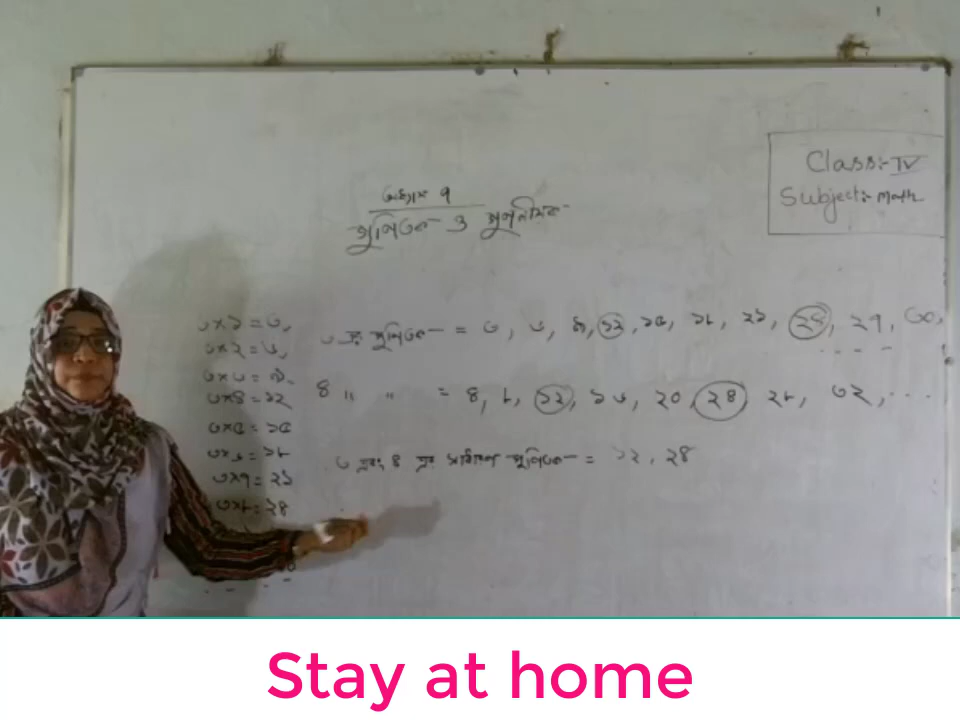 Class:- IV
Subject:- Math
অধ্যায় ৭
গুণিতক ও গুণনীয়ক
৩×১=৩,
৩×২=৬,
৩×৩=৯,
৩×৪=১২
৩×৫=১৫
৩×৬=১৮
৩×৭=২১
৩×৮=২৪
৩ এর গুণিতক = ৩, ৬, ৯, ১২, ১৫, ১৮, ২১, ২৪, ২৭, ৩০,
৪ " " = ৪, ৮, ১২, ১৬, ২০, ২৪ ২৮, ৩২, ...
৩ এবং ৪ এর সাধারণ গুণিতক = ১২, ২৪
Stay at home